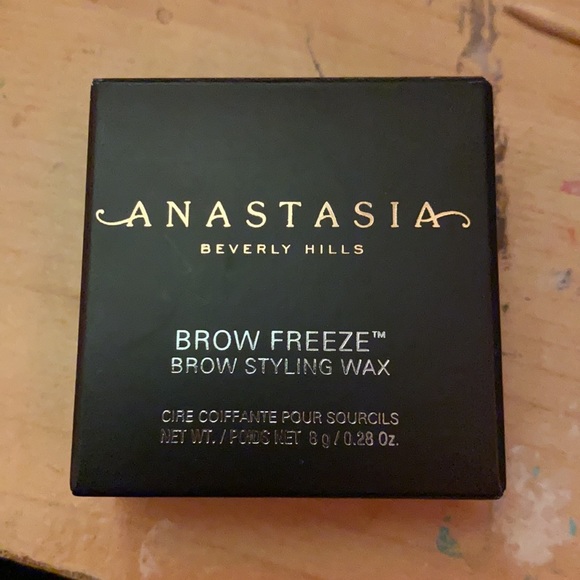 ANASTASIA
BEVERLY HILLS
BROW FREEZE™
BROW STYLING WAX
CIRE COIFFANTE POUR SOURCILS
NET WT. / POIDS NET 8 g / 0.28 Oz.